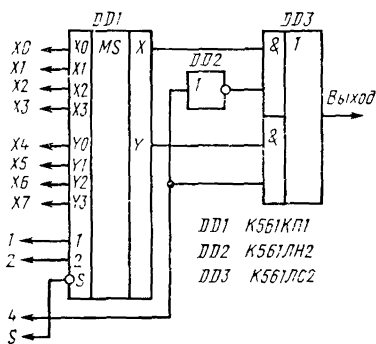 DD1
DD3
X0 X0 MS X & 1
X1 X1
X2 X2
X3 X3
DD2
1
Выход
X4 Y0 Y &
X5 Y1
X6 Y2
X7 Y3
1 1
2 2
S
4
S
DD1 К561КП1
DD2 К561ЛН2
DD3 К561ЛС2